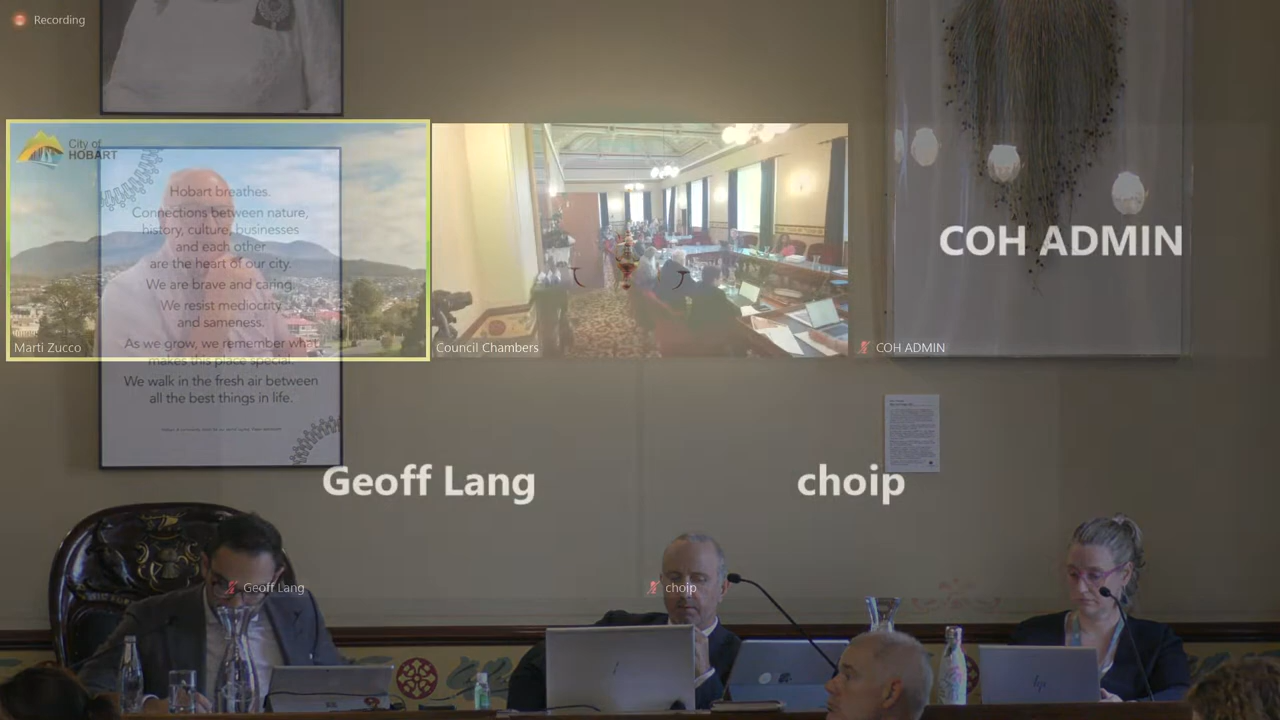 Recording
City of
HOBART
Hobart breathes.
Connections between nature,
history, culture, businesses
and each other
are the heart of our city.
We are brave and caring.
We resist mediocrity
and sameness.
As we grow, we remember what
makes this place special.
We walk in the fresh air between
all the best things in life.
Marti Zucco
Council Chambers
COH ADMIN
COH ADMIN
Geoff Lang
choip
Geoff Lang
choip
hp